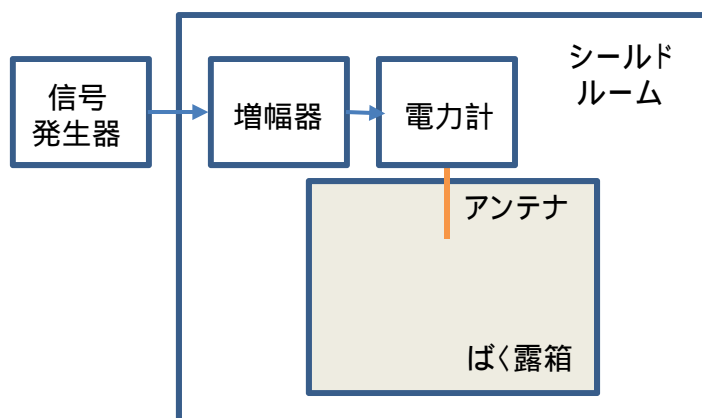 シールド
ルーム
信号
発生器
増幅器
電力計
アンテナ
ばく露箱